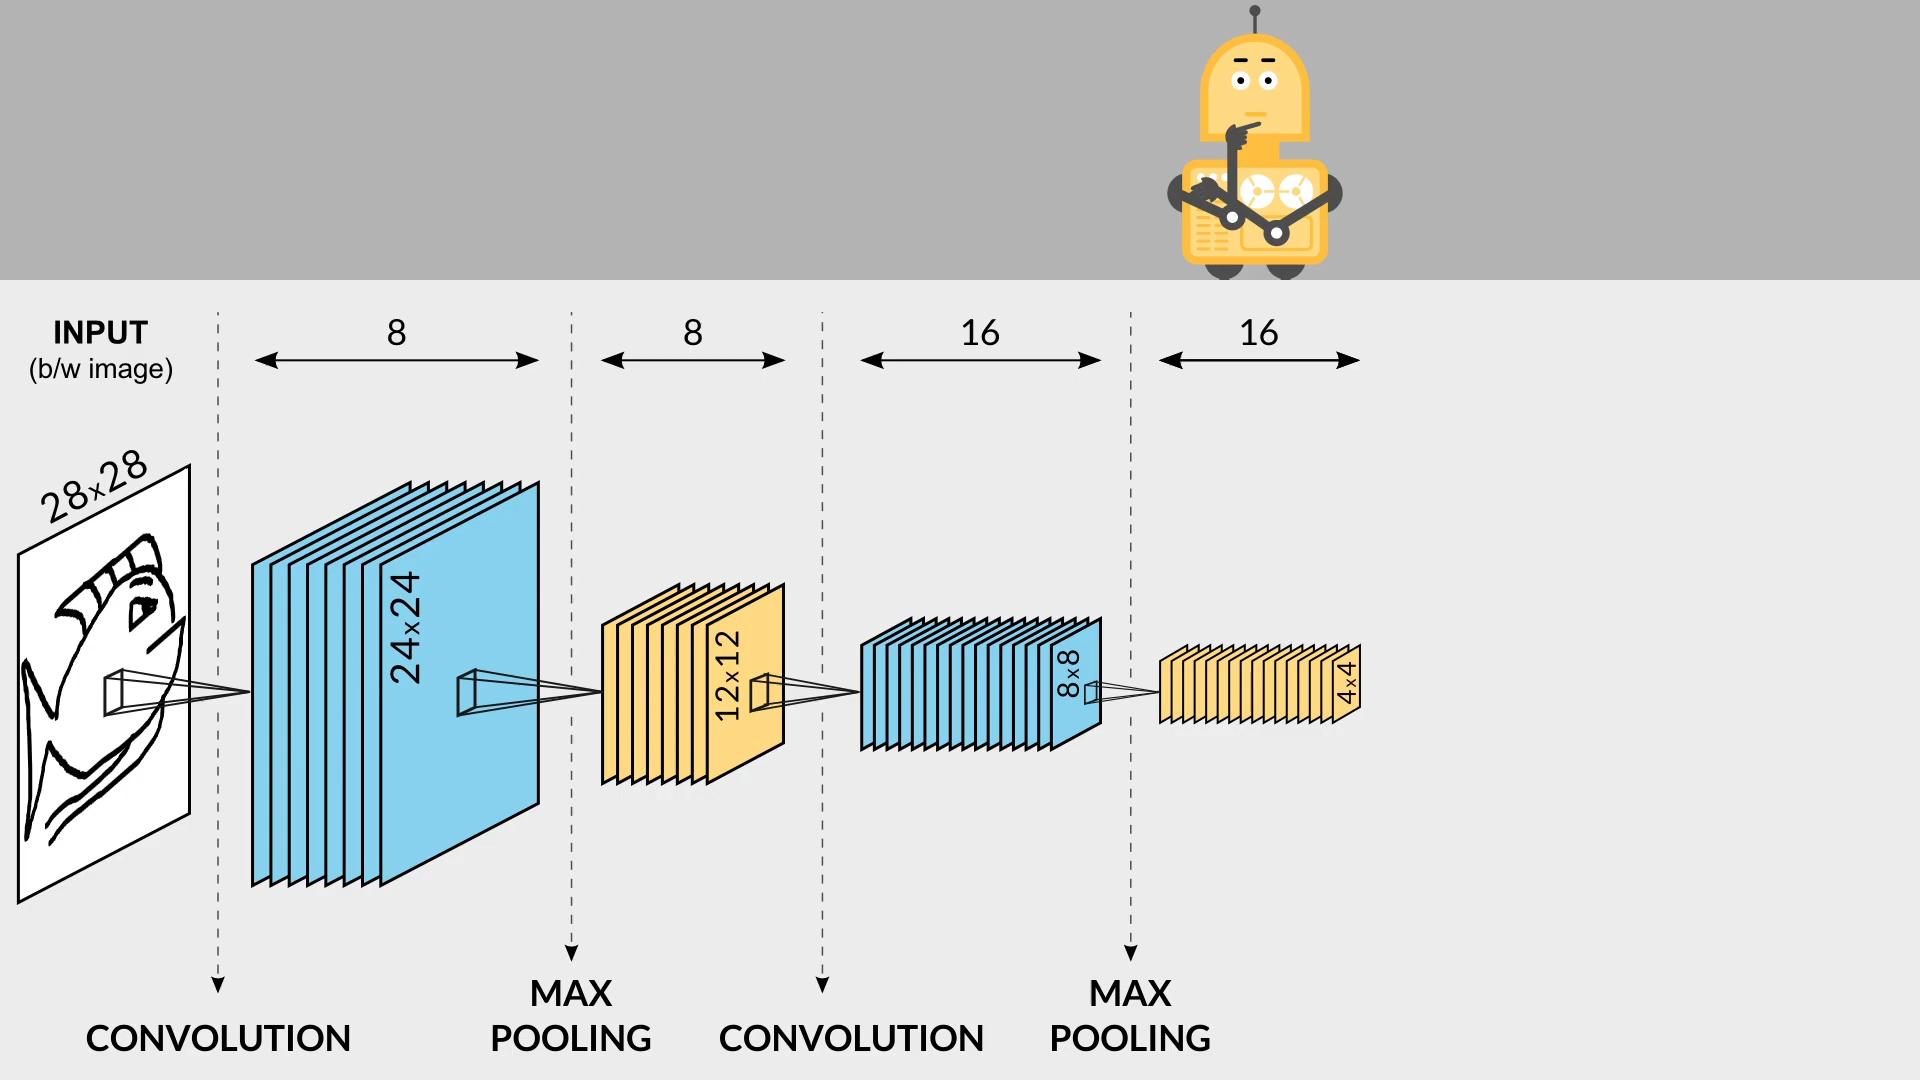 INPUT
(b/w image)
8
8
16
16
28x28
24x24
12x12
8x8
4x4
CONVOLUTION
MAX
POOLING
CONVOLUTION
MAX
POOLING